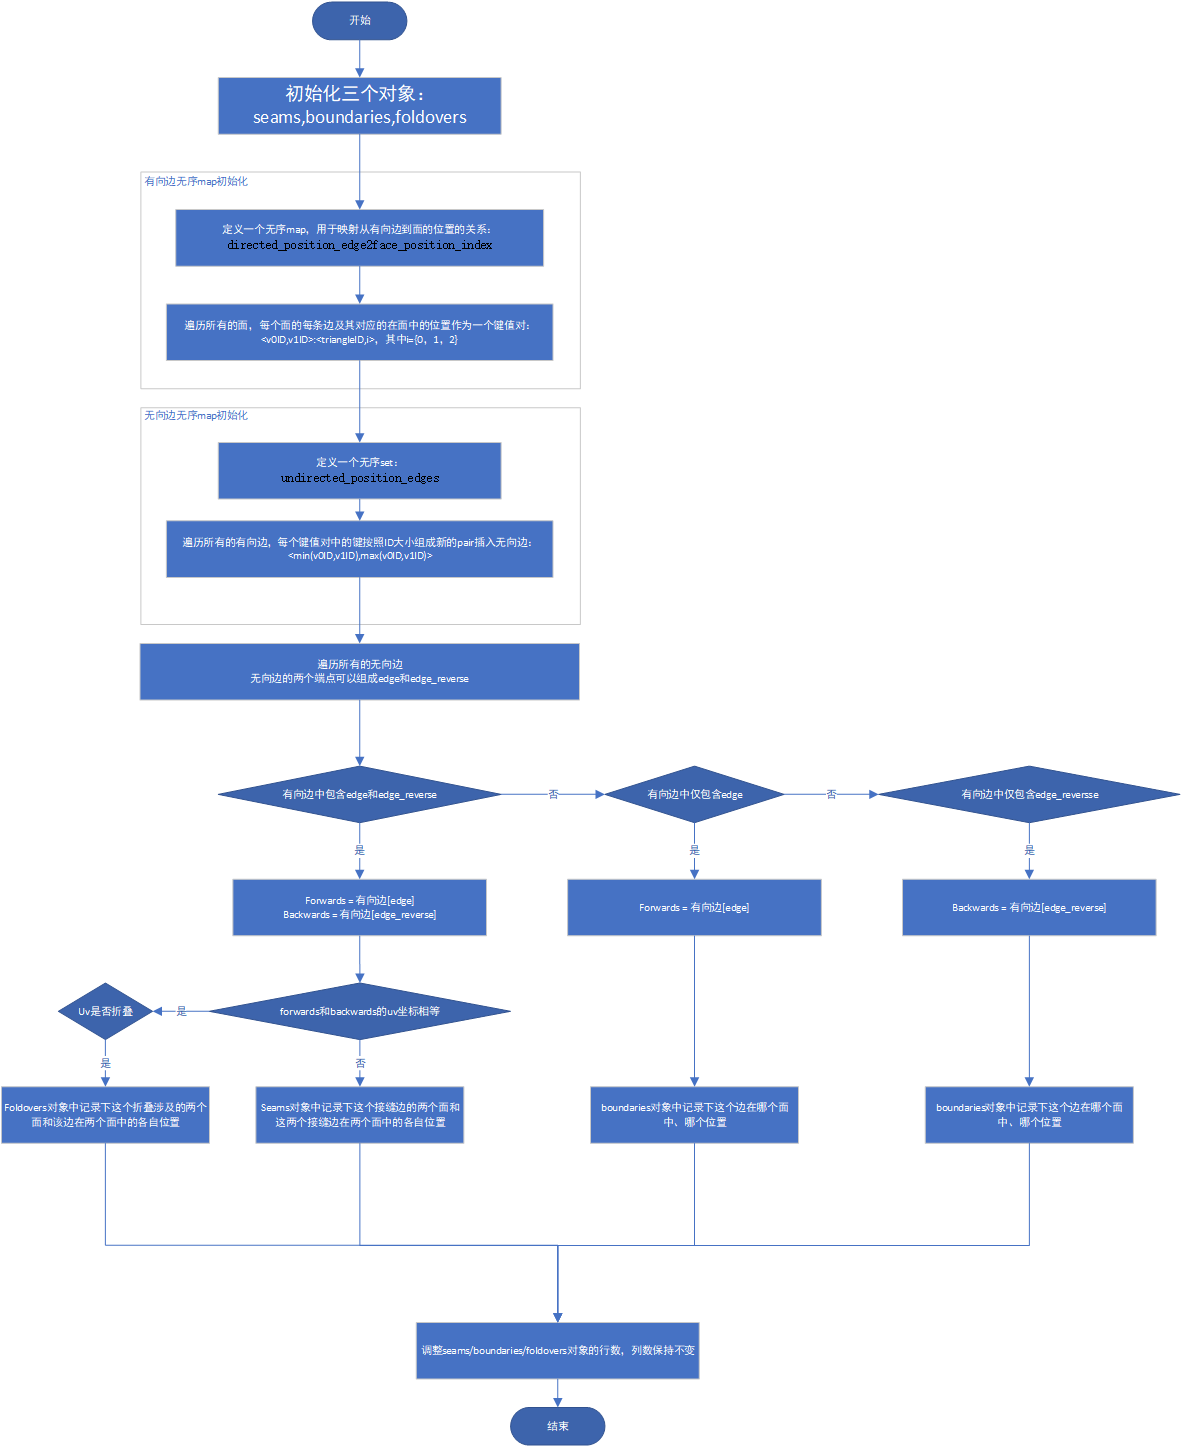 开始
初始化三个对象：
seams,boundaries,foldovers
有向边无序map初始化
定义一个无序map，用于映射从有向边到面的位置的关系：
directed_position_edge2face_position_index
遍历所有的面，每个面的每条边及其对应的在面中的位置作为一个键值对：
<v0ID,v1ID>:<triangleID,i>，其中i={0，1，2}
无向边无序map初始化
定义一个无序set：
undirected_position_edges
遍历所有的有向边，每个键值对中的键按照ID大小组成新的pair插入无向边：
<min(v0ID,v1ID),max(v0ID,v1ID)>
遍历所有的无向边
无向边的两个端点可以组成edge和edge_reverse
有向边中包含edge和edge_reverse
否
有向边中仅包含edge
否
有向边中仅包含edge_reversse
是
是
是
Forwards = 有向边[edge]
Backwards = 有向边[edge_reverse]
Forwards = 有向边[edge]
Backwards = 有向边[edge_reverse]
Uv是否折叠
是
forwards和backwards的uv坐标相等
是
否
Foldovers对象中记录下这个折叠涉及的两个
面和该边在两个面中的各自位置
Seams对象中记录下这个接缝边的两个面和
这两个接缝边在两个面中的各自位置
boundaries对象中记录下这个边在哪个面
中、哪个位置
boundaries对象中记录下这个边在哪个面
中、哪个位置
调整seams/boundaries/foldovers对象的行数，列数保持不变
结束